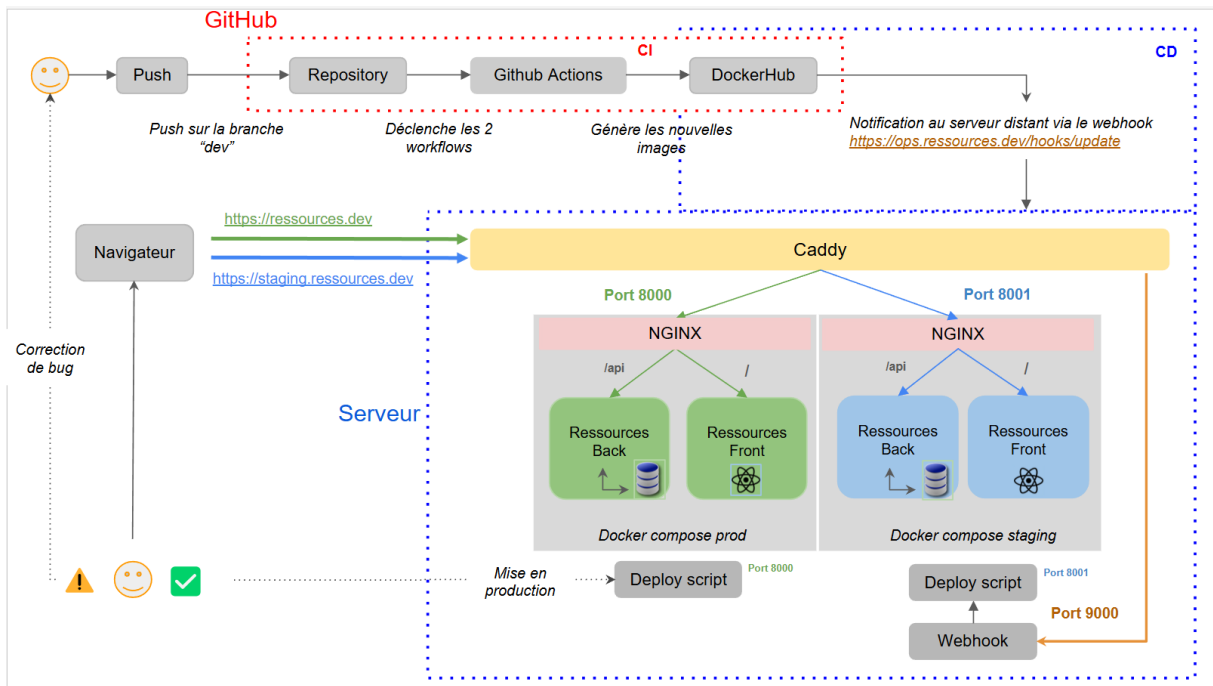 GitHub
CI
CD
Push
Repository
Github Actions
DockerHub
Push sur la branche
“dev”
Déclenche les 2
workflows
Génère les nouvelles
images
Notification au serveur distant via le webhook
https://ops.ressources.dev/hooks/update
https://ressources.dev
Navigateur
https://staging.ressources.dev
Caddy
Port 8000
Port 8001
NGINX
NGINX
/api
/
/api
/
Correction
de bug
Serveur
Ressources
Back
Ressources
Front
Ressources
Back
Ressources
Front
Docker compose prod
Docker compose staging
Mise en
production
Deploy script
Port 8000
Deploy script
Port 8001
Port 9000
Webhook